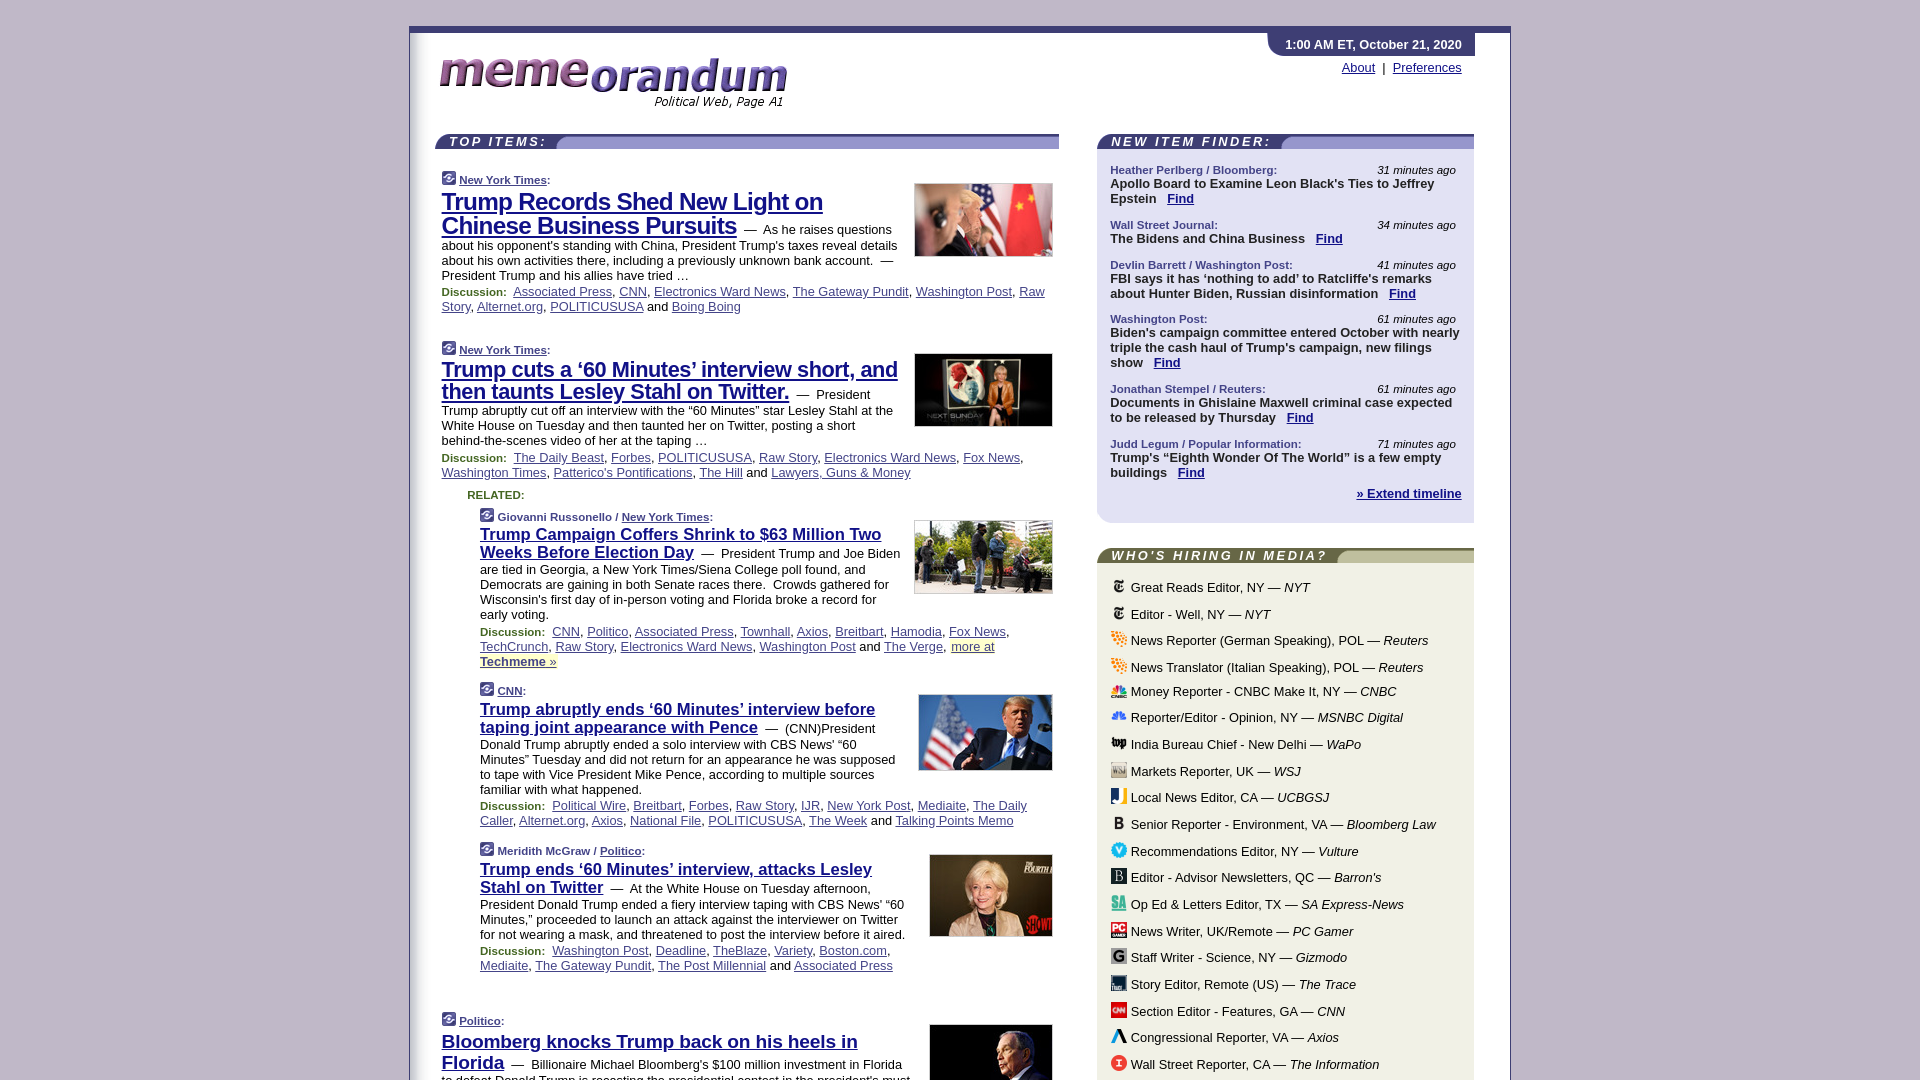 1:00 AM ET, October 21, 2020
memeorandum
Political Web, Page A1
About | Preferences
TOP ITEMS:
New York Times:
Trump Records Shed New Light on
Chinese Business Pursuits — As he raises questions
about his opponent's standing with China, President Trump's taxes reveal details
about his own activities there, including a previously unknown bank account. —
President Trump and his allies have tried …
Discussion: Associated Press, CNN, Electronics Ward News, The Gateway Pundit, Washington Post, Raw
Story, Alternet.org, POLITICUSUSA and Boing Boing
New York Times:
Trump cuts a ‘60 Minutes’ interview short, and
then taunts Lesley Stahl on Twitter. — President
Trump abruptly cut off an interview with the “60 Minutes” star Lesley Stahl at the
White House on Tuesday and then taunted her on Twitter, posting a short
behind-the-scenes video of her at the taping …
NEXT SUNDAY
Discussion: The Daily Beast, Forbes, POLITICUSUSA, Raw Story, Electronics Ward News, Fox News,
Washington Times, Patterico's Pontifications, The Hill and Lawyers, Guns & Money
RELATED:
Giovanni Russonello / New York Times:
Trump Campaign Coffers Shrink to $63 Million Two
Weeks Before Election Day — President Trump and Joe Biden
are tied in Georgia, a New York Times/Siena College poll found, and
Democrats are gaining in both Senate races there. Crowds gathered for
Wisconsin's first day of in-person voting and Florida broke a record for
early voting.
Discussion: CNN, Politico, Associated Press, Townhall, Axios, Breitbart, Hamodia, Fox News,
TechCrunch, Raw Story, Electronics Ward News, Washington Post and The Verge, more at
Techmeme »
CNN:
Trump abruptly ends ‘60 Minutes’ interview before
taping joint appearance with Pence — (CNN)President
Donald Trump abruptly ended a solo interview with CBS News' “60
Minutes” Tuesday and did not return for an appearance he was supposed
to tape with Vice President Mike Pence, according to multiple sources
familiar with what happened.
Discussion: Political Wire, Breitbart, Forbes, Raw Story, IJR, New York Post, Mediaite, The Daily
Caller, Alternet.org, Axios, National File, POLITICUSUSA, The Week and Talking Points Memo
Meridith McGraw / Politico:
Trump ends ‘60 Minutes’ interview, attacks Lesley
Stahl on Twitter — At the White House on Tuesday afternoon,
President Donald Trump ended a fiery interview taping with CBS News' “60
Minutes,” proceeded to launch an attack against the interviewer on Twitter
for not wearing a mask, and threatened to post the interview before it aired.
THE
FOURTH
Discussion: Washington Post, Deadline, TheBlaze, Variety, Boston.com,
Mediaite, The Gateway Pundit, The Post Millennial and Associated Press
Politico:
Bloomberg knocks Trump back on his heels in
Florida — Billionaire Michael Bloomberg's $100 million investment in Florida
to defeat Donald Trump is recasting the presidential contest in the president's must
NEW ITEM FINDER:
Heather Perlberg / Bloomberg: 31 minutes ago
Apollo Board to Examine Leon Black's Ties to Jeffrey
Epstein Find
Wall Street Journal: 34 minutes ago
The Bidens and China Business Find
Devlin Barrett / Washington Post: 41 minutes ago
FBI says it has ‘nothing to add’ to Ratcliffe's remarks
about Hunter Biden, Russian disinformation Find
Washington Post: 61 minutes ago
Biden's campaign committee entered October with nearly
triple the cash haul of Trump's campaign, new filings
show Find
Jonathan Stempel / Reuters: 61 minutes ago
Documents in Ghislaine Maxwell criminal case expected
to be released by Thursday Find
Judd Legum / Popular Information: 71 minutes ago
Trump's “Eighth Wonder Of The World” is a few empty
buildings Find
» Extend timeline
WHO'S HIRING IN MEDIA?
Great Reads Editor, NY — NYT
Editor - Well, NY — NYT
News Reporter (German Speaking), POL — Reuters
News Translator (Italian Speaking), POL — Reuters
Money Reporter - CNBC Make It, NY — CNBC
Reporter/Editor - Opinion, NY — MSNBC Digital
India Bureau Chief - New Delhi — WaPo
Markets Reporter, UK — WSJ
Local News Editor, CA — UCBGSJ
Senior Reporter - Environment, VA — Bloomberg Law
Recommendations Editor, NY — Vulture
Editor - Advisor Newsletters, QC — Barron's
Op Ed & Letters Editor, TX — SA Express-News
News Writer, UK/Remote — PC Gamer
Staff Writer - Science, NY — Gizmodo
Story Editor, Remote (US) — The Trace
Section Editor - Features, GA — CNN
Congressional Reporter, VA — Axios
Wall Street Reporter, CA — The Information